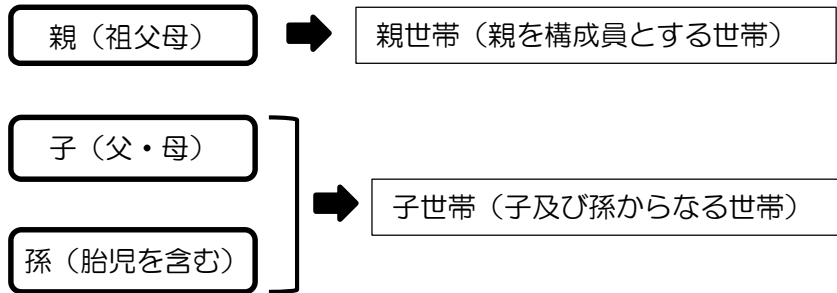 親（祖父母）
親世帯（親を構成員とする世帯）
子（父・母）
子世帯（子及び孫からなる世帯）
孫（胎児を含む）